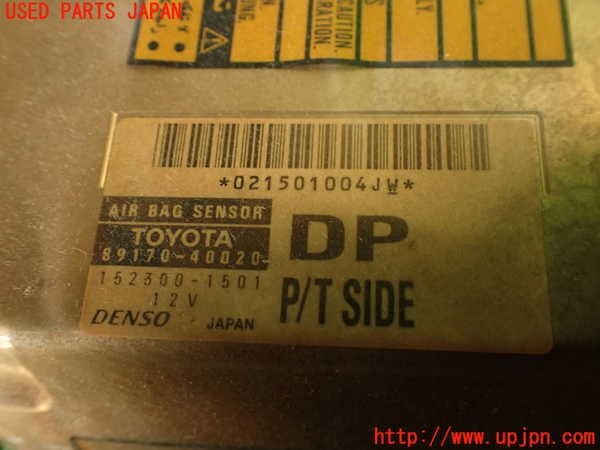 USED PARTS JAPAN
*021501004JW*
AIR BAG SENSOR
TOYOTA
89170-40020
152300-1501
12V
DENSO JAPAN
DP
P/T SIDE
http://www.upjpn.com